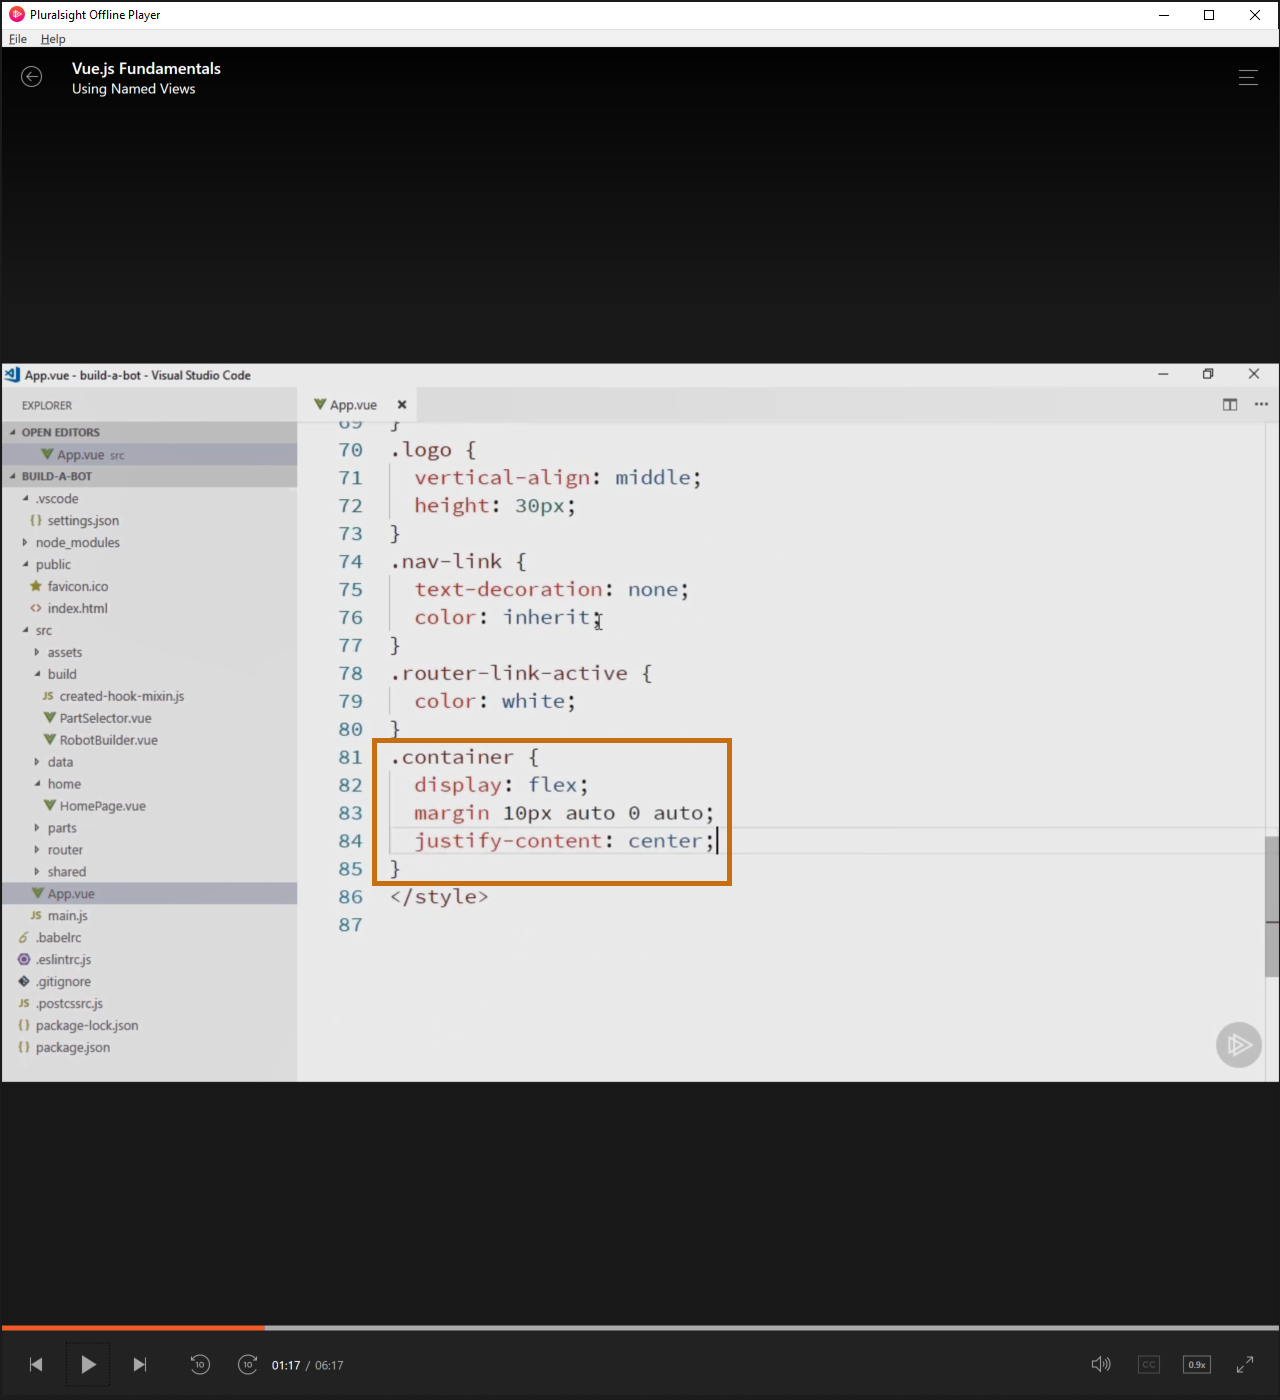 Pluralsight Offline Player
File Help
Vue.js Fundamentals
Using Named Views
App.vue - build-a-bot - Visual Studio Code
EXPLORER
OPEN EDITORS
App.vue src
BUILD-A-BOT
.vscode
{} settings.json
node_modules
public
favicon.ico
<> index.html
src
assets
build
JS created-hook-mixin.js
PartSelector.vue
RobotBuilder.vue
data
home
HomePage.vue
parts
router
shared
App.vue
JS main.js
.babelrc
.eslintrc.js
.gitignore
JS .postcssrc.js
{} package-lock.json
{} package.json
App.vue
69 }
70 .logo {
71 vertical-align: middle;
72 height: 30px;
73 }
74 .nav-link {
75 text-decoration: none;
76 color: inherit;
77 }
78 .router-link-active {
79 color: white;
80 }
81 .container {
82 display: flex;
83 margin 10px auto 0 auto;
84 justify-content: center;
85 }
86 </style>
87
10 10 01:17 / 06:17 CC 0.9x